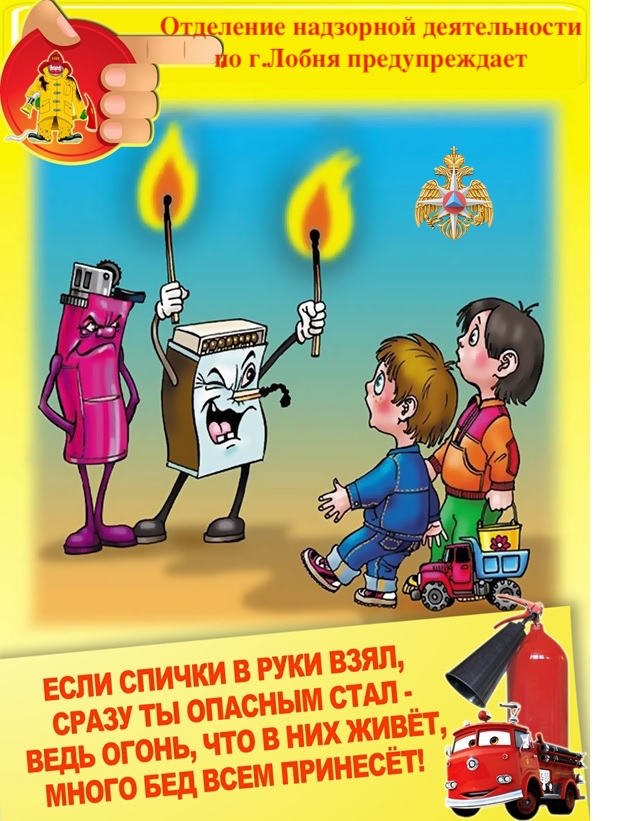 Отделение надзорной деятельности
по г.Лобня предупреждает
ЕСЛИ СПИЧКИ В РУКИ ВЗЯЛ,
СРАЗУ ТЫ ОПАСНЫМ СТАЛ -
ВЕДЬ ОГОНЬ, ЧТО В НИХ ЖИВЁТ,
МНОГО БЕД ВСЕМ ПРИНЕСЁТ!